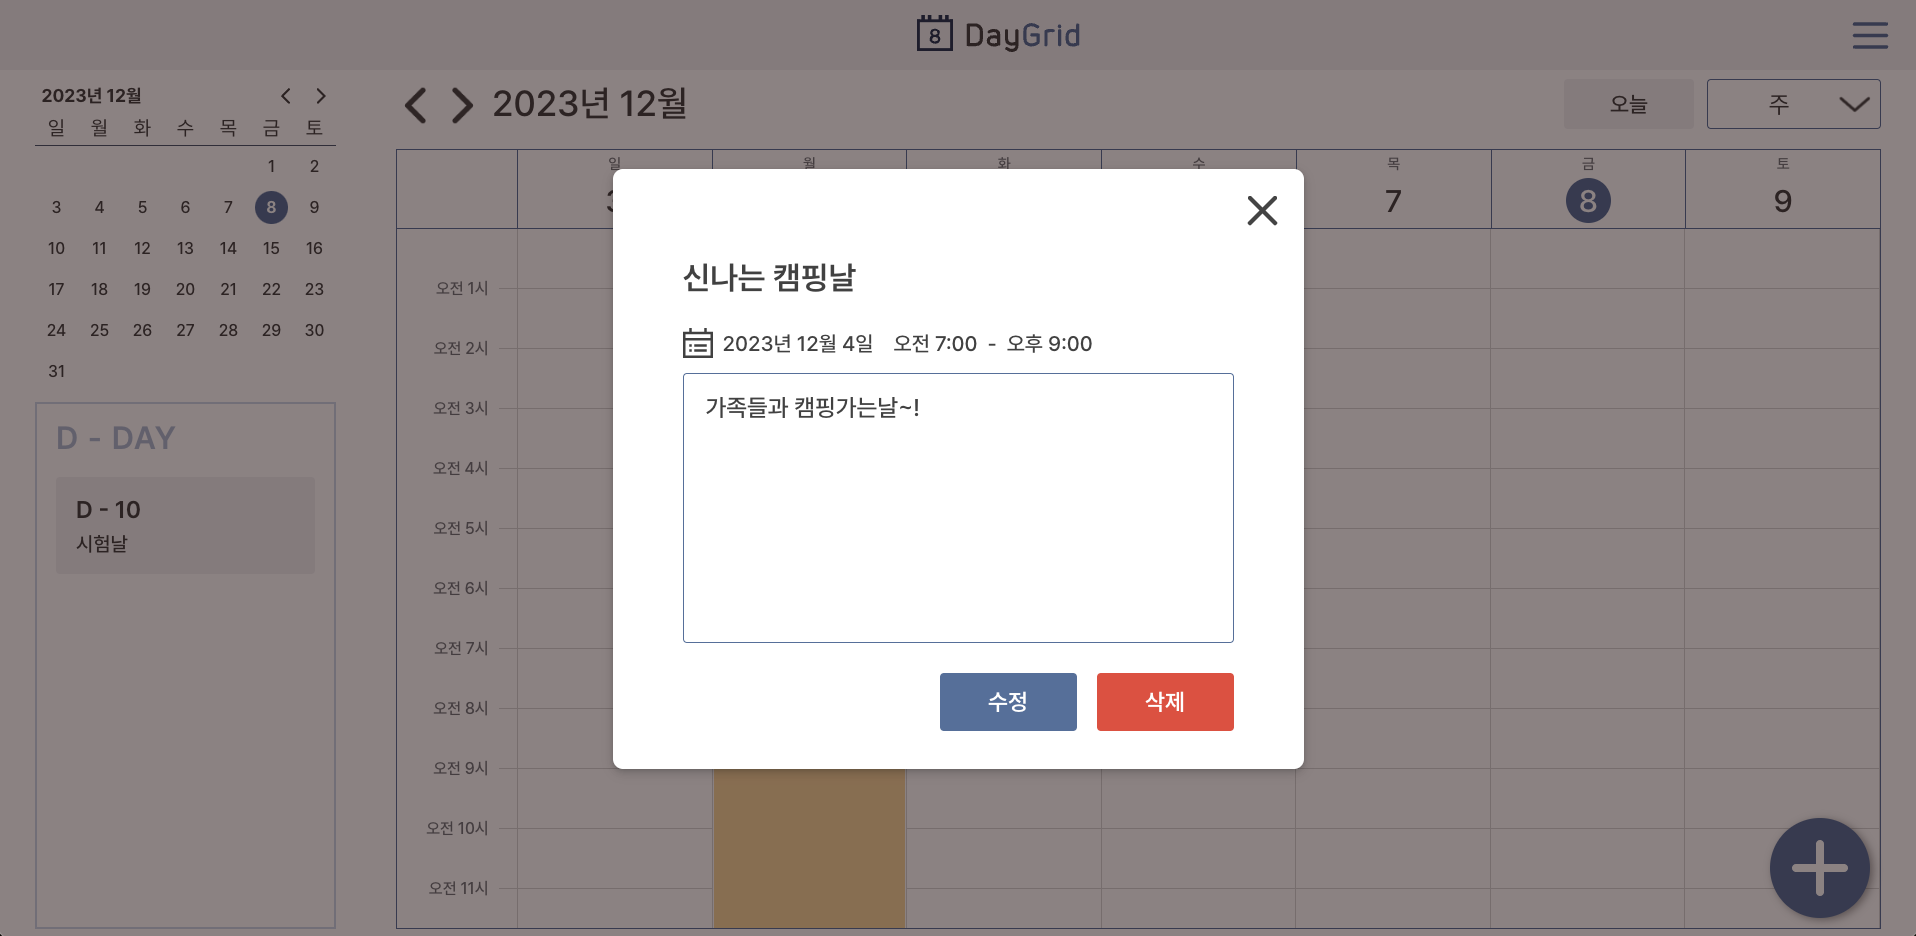 8 DayGrid
2023년 12월
일 월 화 수 목 금 토
1 2
3 4 5 6 7 8 9
10 11 12 13 14 15 16
17 18 19 20 21 22 23
24 25 26 27 28 29 30
31
D - DAY
D - 10
시험날
2023년 12월
오늘
주
일 월 화 수 목 금 토
7 8 9
오전 1시
오전 2시
오전 3시
오전 4시
오전 5시
오전 6시
오전 7시
오전 8시
오전 9시
오전 10시
오전 11시
신나는 캠핑날
2023년 12월 4일 오전 7:00 - 오후 9:00
가족들과 캠핑가는날~!
수정
삭제